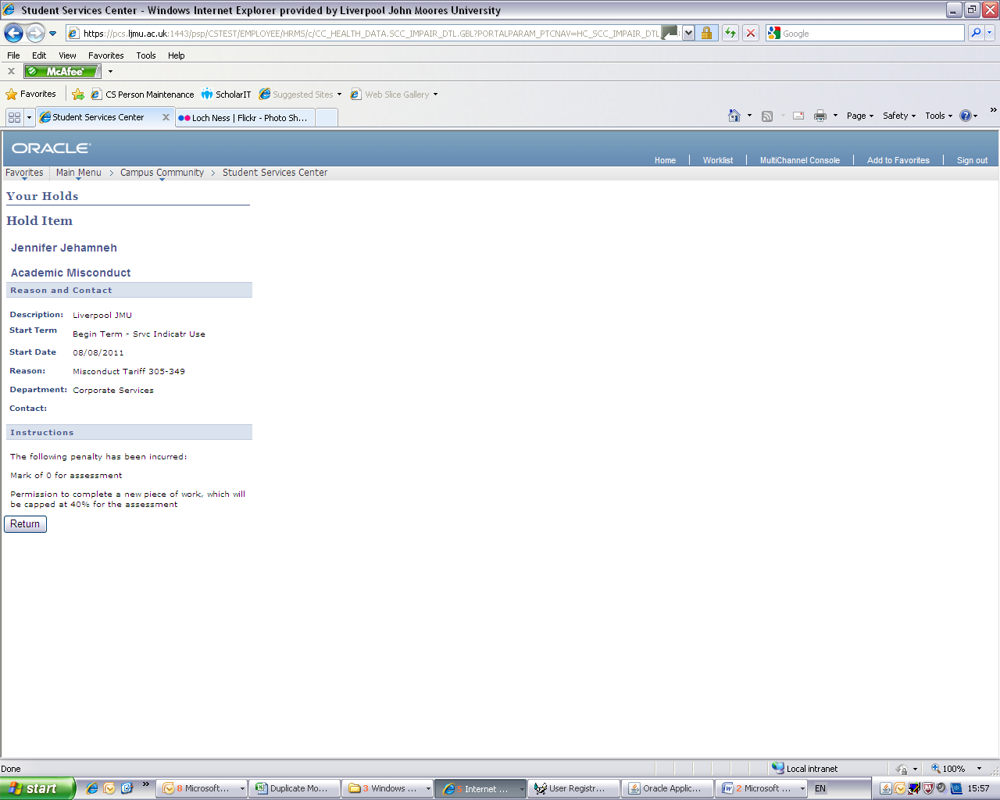 Student Services Center - Windows Internet Explorer provided by Liverpool John Moores University
https://pcs.ljmu.ac.uk:1443/psp/CSTEST/EMPLOYEE/HRMS/c/CC_HEALTH_DATA.SCC_IMPAIR_DTL.GBL?PORTALPARAM_PTCNAV=HC_SCC_IMPAIR_DTL
Google
File Edit View Favorites Tools Help
X McAfee
Favorites CS Person Maintenance ScholarIT Suggested Sites Web Slice Gallery
Student Services Center X Loch Ness | Flickr - Photo Sh... Page Safety Tools »
ORACLE
Home Worklist MultiChannel Console Add to Favorites Sign out
Favorites Main Menu > Campus Community > Student Services Center
Your Holds
Hold Item
Jennifer Jehamneh
Academic Misconduct
Reason and Contact
Description: Liverpool JMU
Start Term Begin Term - Srvc Indicatr Use
Start Date 08/08/2011
Reason: Misconduct Tariff 305-349
Department: Corporate Services
Contact:
Instructions
The following penalty has been incurred:
Mark of 0 for assessment
Permission to complete a new piece of work, which will
be capped at 40% for the assessment
Return
Done Local intranet 100%
start » 8 Microsoft... Duplicate Mo... 3 Windows ... 5 Internet ... User Registr... Oracle Applic... 2 Microsoft ... EN 15:57